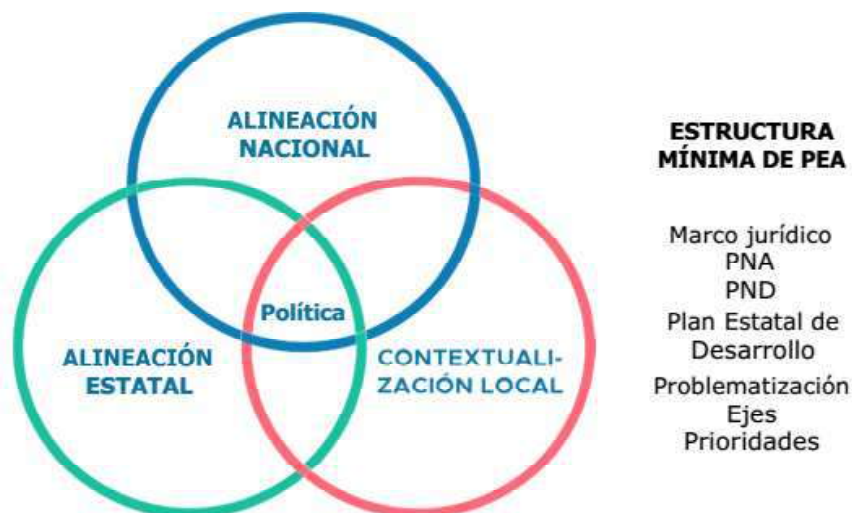 ALINEACIÓN
NACIONAL
Política
ALINEACIÓN
ESTATAL
CONTEXTUALI-
ZACIÓN LOCAL
ESTRUCTURA
MÍNIMA DE PEA
Marco jurídico
PNA
PND
Plan Estatal de
Desarrollo
Problematización
Ejes
Prioridades